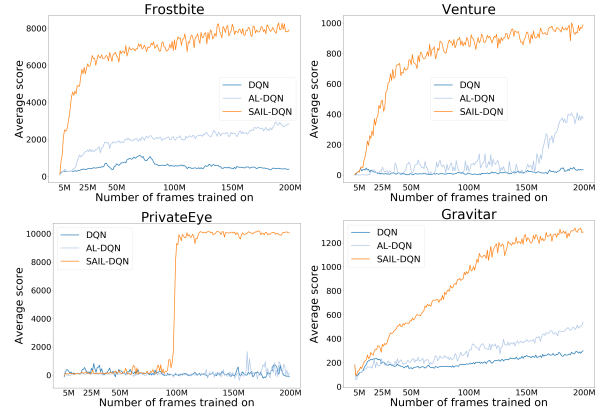 Frostbite
Average score
8000
6000
4000
2000
0
DQN
AL-DQN
SAIL-DQN
5M 25M 50M 100M 150M 200M
Number of frames trained on
Venture
Average score
1000
800
600
400
200
0
DQN
AL-DQN
SAIL-DQN
5M 25M 50M 100M 150M 200M
Number of frames trained on
PrivateEye
Average score
10000
8000
6000
4000
2000
0
DQN
AL-DQN
SAIL-DQN
5M 25M 50M 100M 150M 200M
Number of frames trained on
Gravitar
Average score
1200
1000
800
600
400
200
0
DQN
AL-DQN
SAIL-DQN
5M 25M 50M 100M 150M 200M
Number of frames trained on